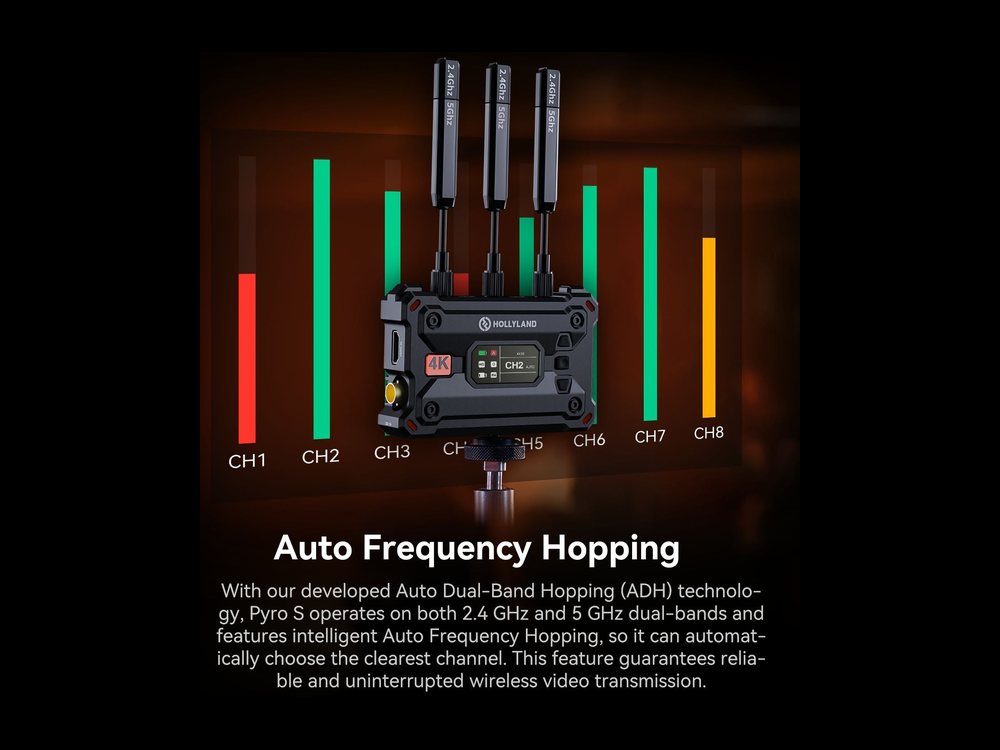 2.4Ghz 5Ghz
2.4Ghz 5Ghz
2.4Ghz 5Ghz
HOLLYLAND
4K
CH2
AUTO
CH1
CH2
CH3
CH5
CH6
CH7
CH8
Auto Frequency Hopping
With our developed Auto Dual-Band Hopping (ADH) technolo-
gy, Pyro S operates on both 2.4 GHz and 5 GHz dual-bands and
features intelligent Auto Frequency Hopping, so it can automat-
ically choose the clearest channel. This feature guarantees relia-
ble and uninterrupted wireless video transmission.